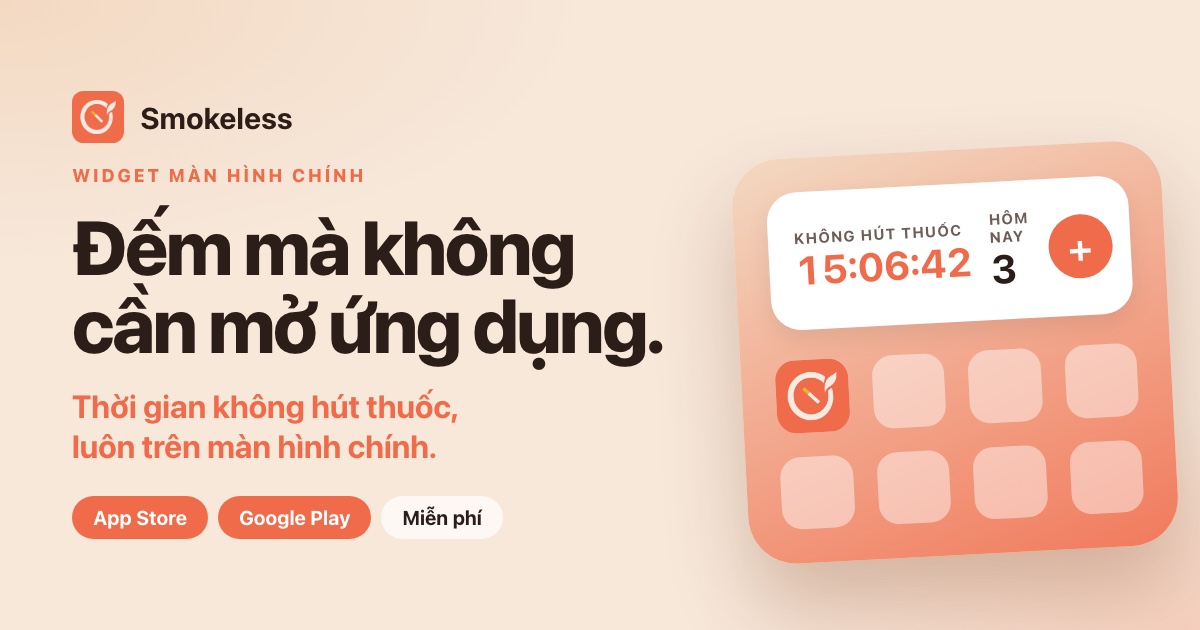 Smokeless
WIDGET MÀN HÌNH CHÍNH
Đếm mà không
cần mở ứng dụng.
Thời gian không hút thuốc,
luôn trên màn hình chính.
App Store
Google Play
Miễn phí
KHÔNG HÚT THUỐC
15:06:42
HÔM
NAY
3
+